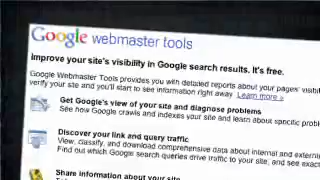 Google webmaster tools
Improve your site's visibility in Google search results. It's free.
Google Webmaster Tools provides you with detailed reports about your pages' visibi
verify your site and you'll start to see information right away. Learn more »
Get Google's view of your site and diagnose problems
See how Google crawls and indexes your site and learn about specific problems
Discover your link and query traffic
View, classify, and download comprehensive data about internal and externa
Find out which Google search queries drive traffic to your site, and see exact
Share information about your site